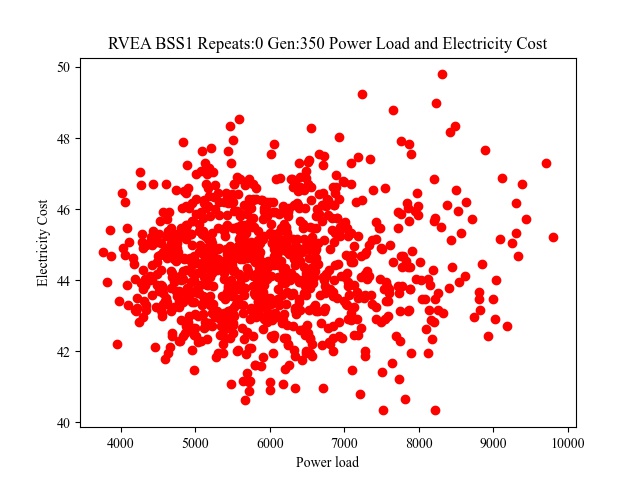 RVEA BSS1 Repeats:0 Gen:350 Power Load and Electricity Cost
50
48
46
44
42
40
Electricity Cost
4000 5000 6000 7000 8000 9000 10000
Power load